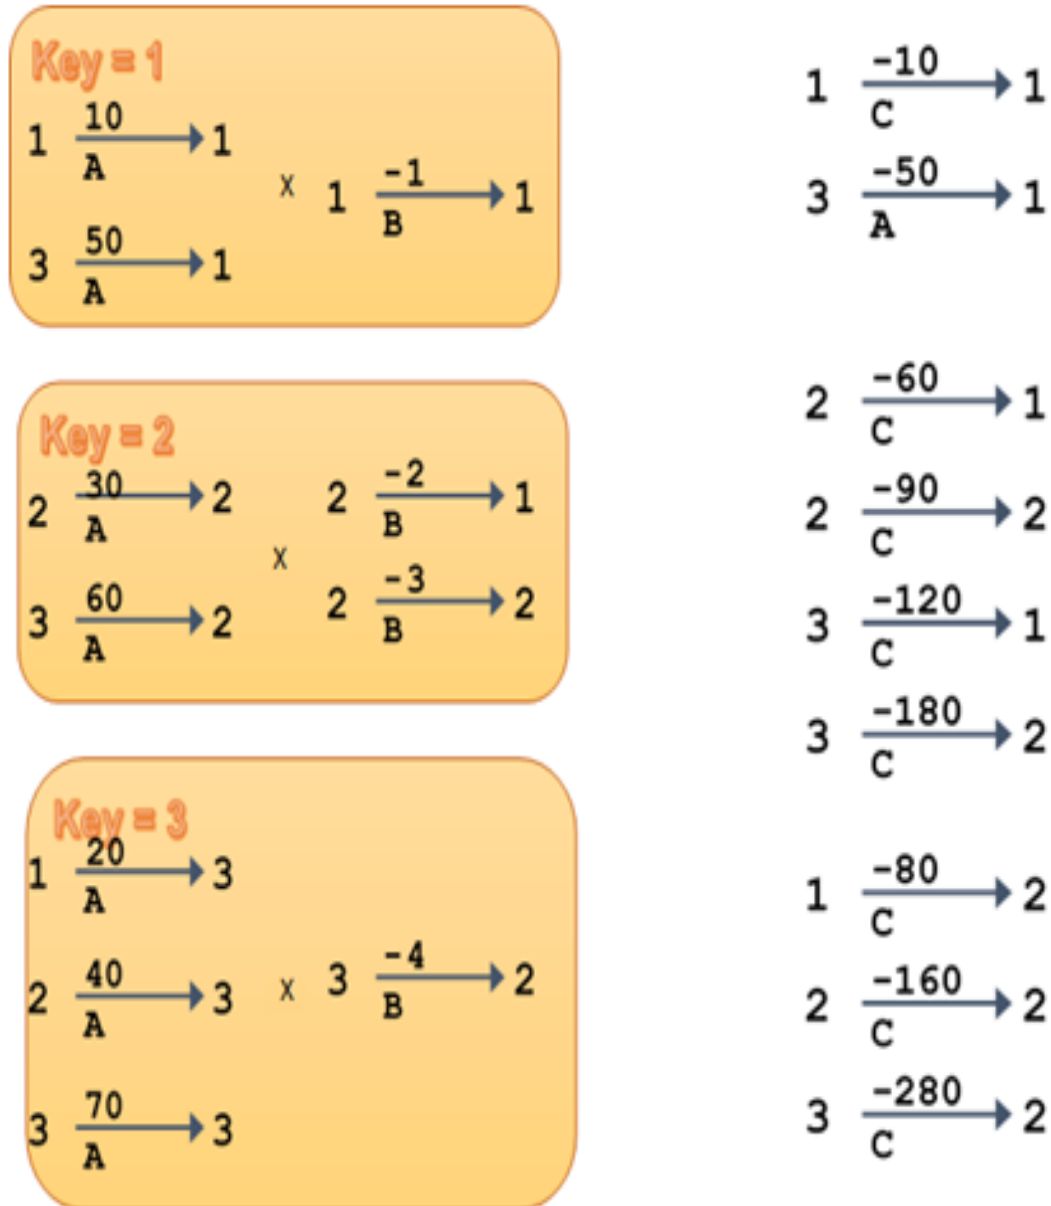 Key = 1
10
1 A 1
x 1 -1 B 1
50
3 A 1
-10
1 C 1
-50
3 A 1
Key = 2
30
2 A 2
60
3 A 2
x
-2
2 B 1
-3
2 B 2
-60
2 C 1
-90
2 C 2
-120
3 C 1
-180
3 C 2
Key = 3
20
1 A 3
40
2 A 3
70
3 A 3
x
-4
3 B 2
-80
1 C 2
-160
2 C 2
-280
3 C 2